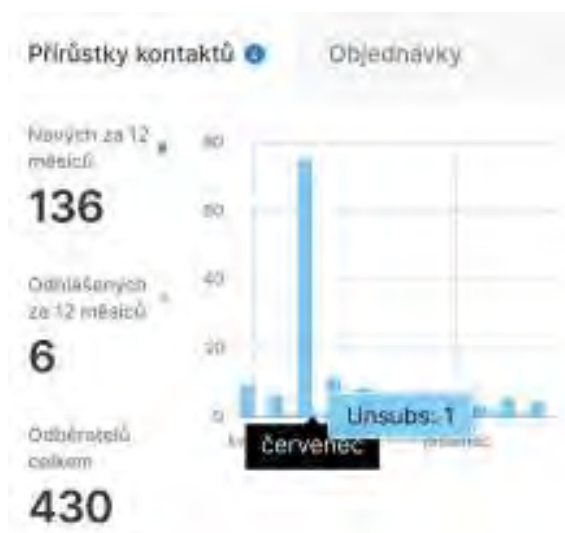 Přírůstky kontaktů
Objednávky
Nových za 12
měsíců
136
Odhlášených
za 12 měsíců
6
Odběratelů
celkem
430
80
60
40
20
0
Unsubs: 1
červenec
prosinec